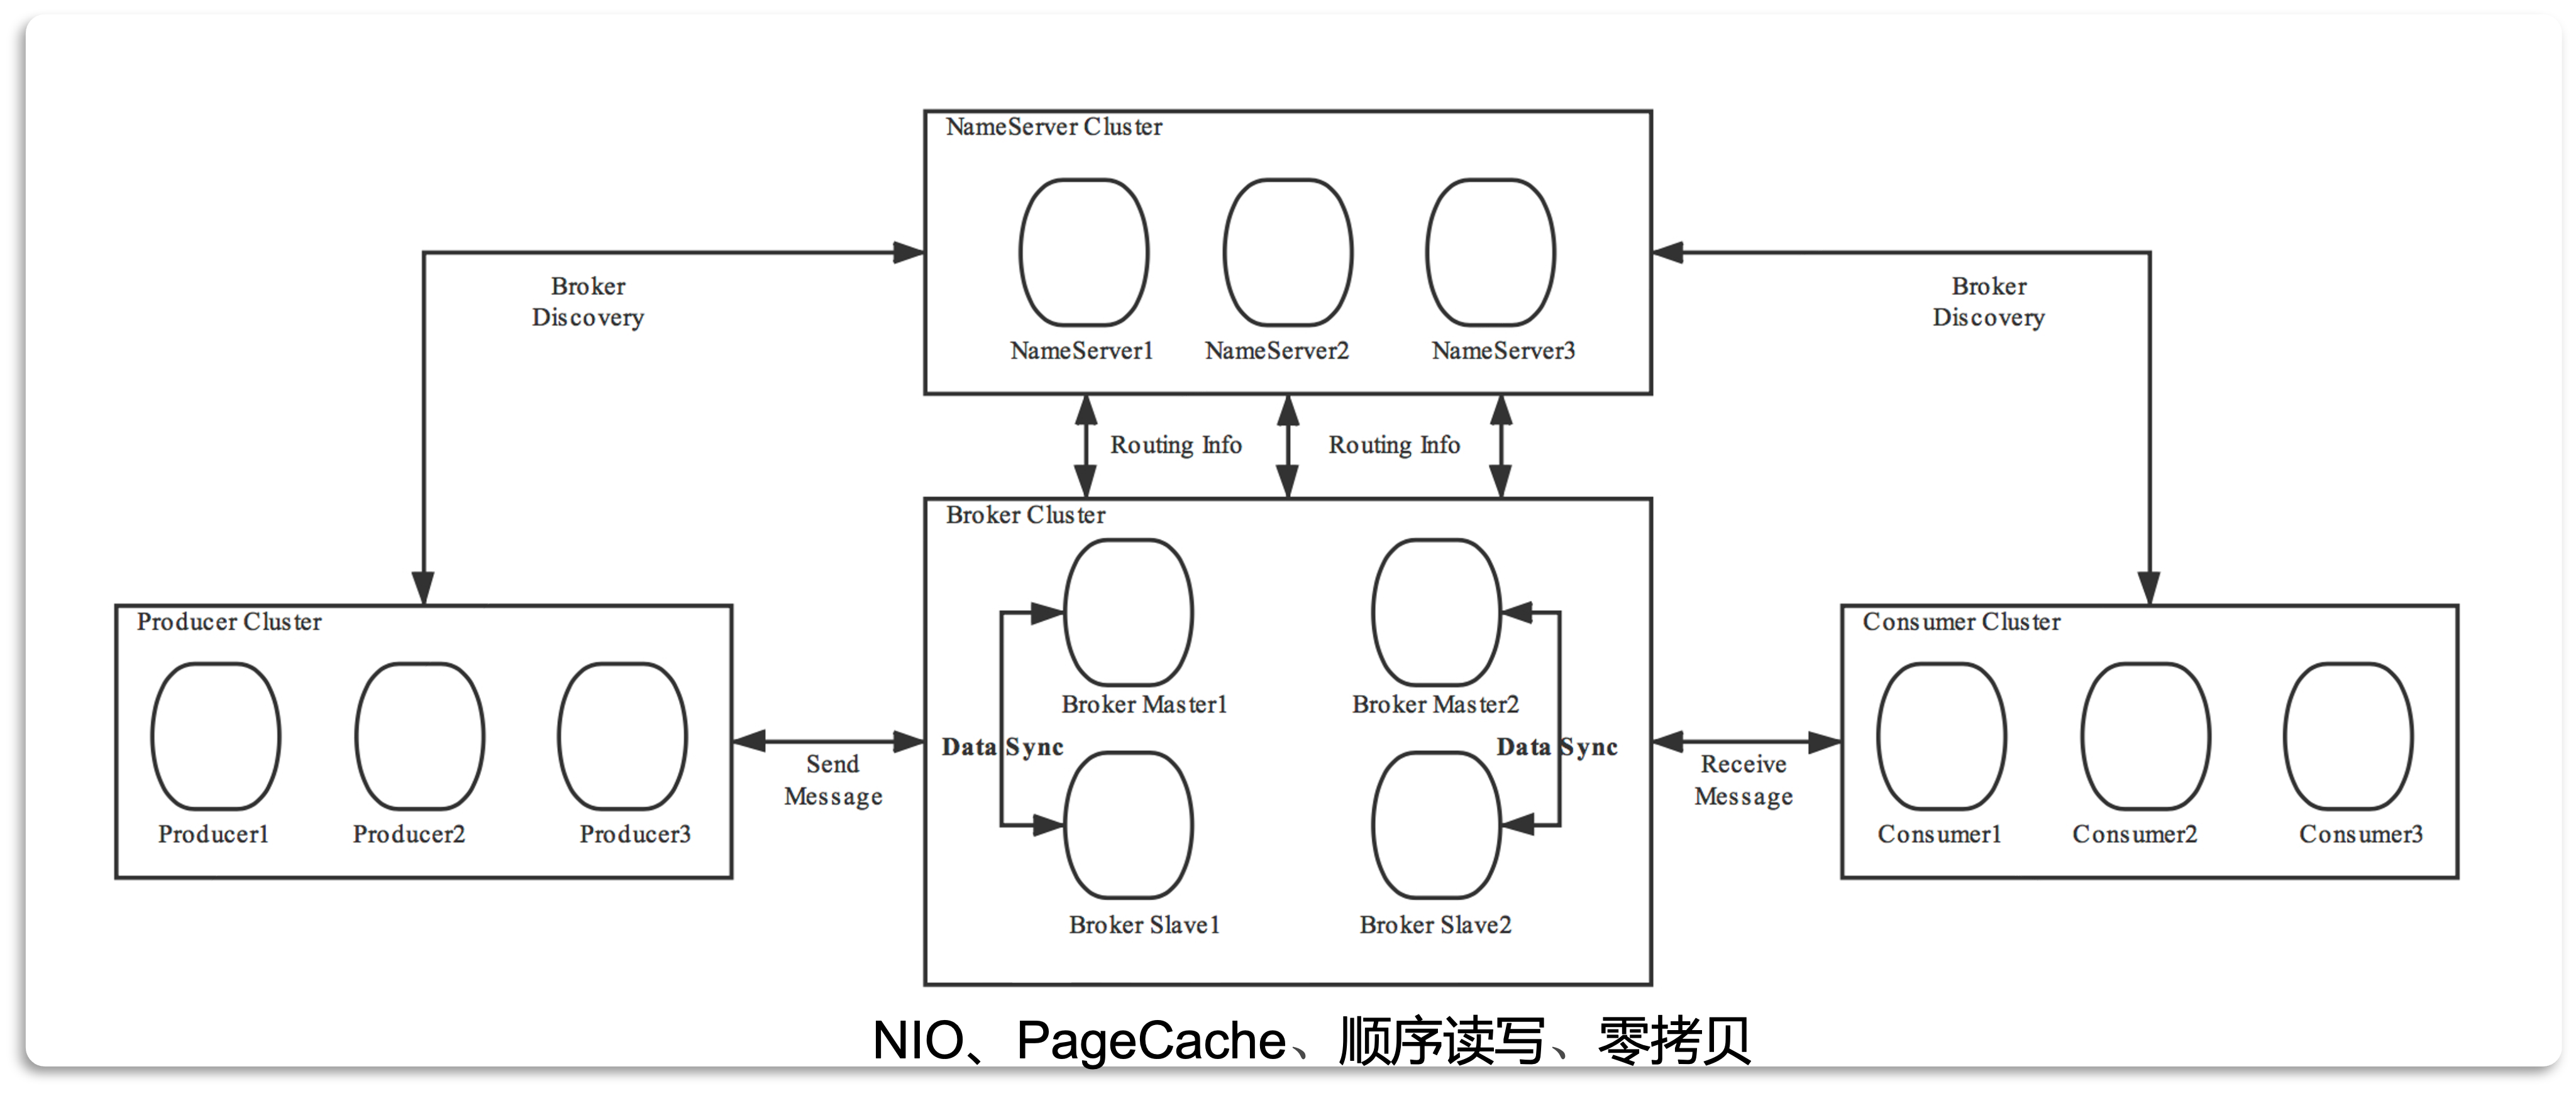 NameServer Cluster
NameServer1 NameServer2 NameServer3
Broker
Discovery
Broker
Discovery
Routing Info Routing Info
Producer Cluster
Producer1 Producer2 Producer3
Send
Message
Broker Cluster
Broker Master1 Broker Master2
Data Sync Data Sync
Broker Slave1 Broker Slave2
Receive
Message
Consumer Cluster
Consumer1 Consumer2 Consumer3
NIO、PageCache、顺序读写、零拷贝